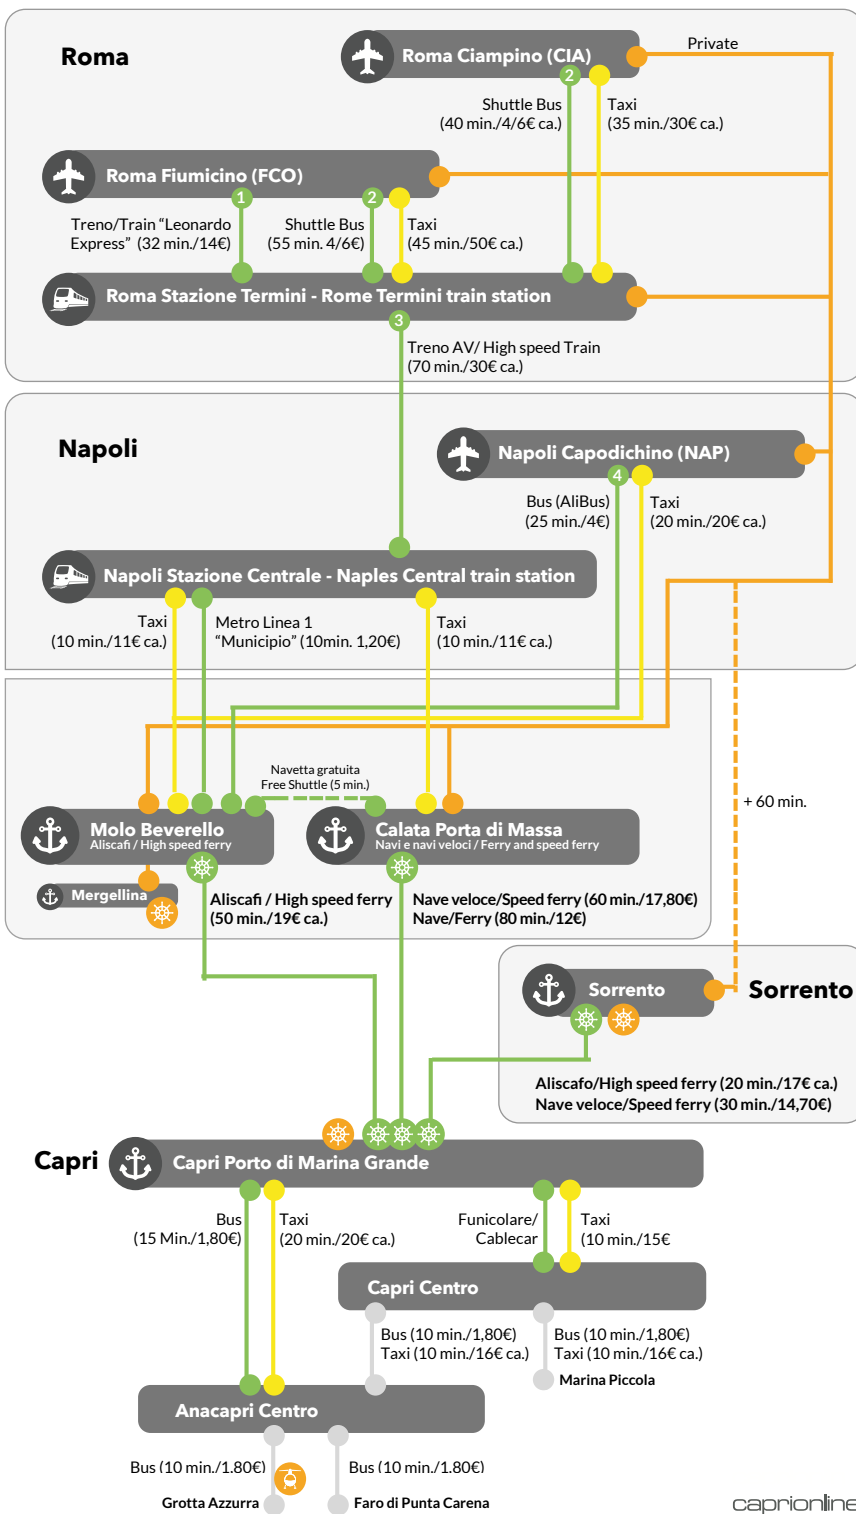 Roma
Roma Ciampino (CIA)
Private
2
Shuttle Bus
(40 min./4/6€ ca.)
Taxi
(35 min./30€ ca.)
Roma Fiumicino (FCO)
1
2
Treno/Train “Leonardo
Express” (32 min./14€)
Shuttle Bus
(55 min. 4/6€)
Taxi
(45 min./50€ ca.)
Roma Stazione Termini - Rome Termini train station
3
Treno AV/ High speed Train
(70 min./30€ ca.)
Napoli
Napoli Capodichino (NAP)
4
Bus (AliBus)
(25 min./4€)
Taxi
(20 min./20€ ca.)
Napoli Stazione Centrale - Naples Central train station
Taxi
(10 min./11€ ca.)
Metro Linea 1
“Municipio” (10min. 1,20€)
Taxi
(10 min./11€ ca.)
Navetta gratuita
Free Shuttle (5 min.)
+ 60 min.
Molo Beverello
Aliscafi / High speed ferry
Calata Porta di Massa
Navi e navi veloci / Ferry and speed ferry
Mergellina
Aliscafi / High speed ferry
(50 min./19€ ca.)
Nave veloce/Speed ferry (60 min./17,80€)
Nave/Ferry (80 min./12€)
Sorrento
Sorrento
Aliscafo/High speed ferry (20 min./17€ ca.)
Nave veloce/Speed ferry (30 min./14,70€)
Capri
Capri Porto di Marina Grande
Bus
(15 Min./1,80€)
Taxi
(20 min./20€ ca.)
Funicolare/
Cablecar
Taxi
(10 min./15€
Capri Centro
Bus (10 min./1,80€)
Taxi (10 min./16€ ca.)
Bus (10 min./1,80€)
Taxi (10 min./16€ ca.)
Marina Piccola
Anacapri Centro
Bus (10 min./1.80€)
Bus (10 min./1.80€)
Grotta Azzurra
Faro di Punta Carena
caprionline